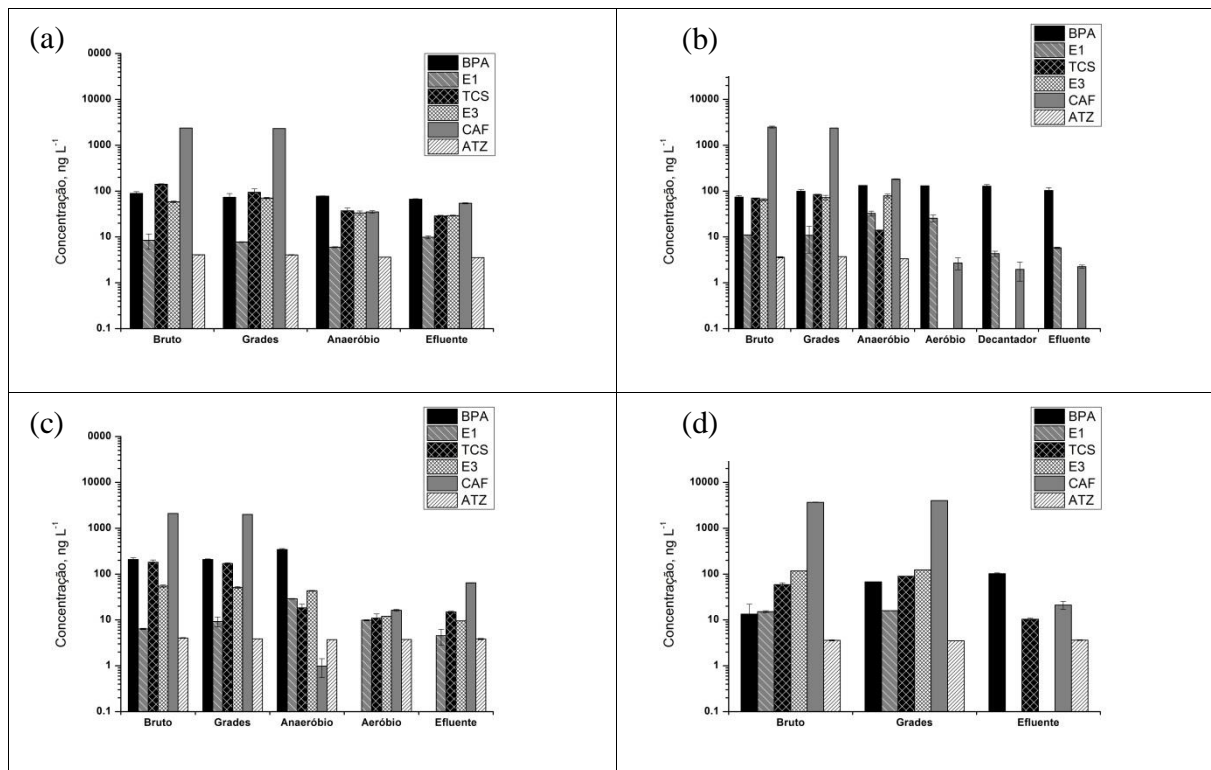 (a)
BPA
E1
TCS
E3
CAF
ATZ
0000
10000
1000
100
10
1
0.1
Concentração, ng L⁻¹
Bruto Grades Anaeróbio Efluente
(b)
BPA
E1
TCS
E3
CAF
ATZ
10000
1000
100
10
1
0.1
Concentração, ng L⁻¹
Bruto Grades Anaeróbio Aeróbio Decantador Efluente
(c)
BPA
E1
TCS
E3
CAF
ATZ
0000
10000
1000
100
10
1
0.1
Concentração, ng L⁻¹
Bruto Grades Anaeróbio Aeróbio Efluente
(d)
BPA
E1
TCS
E3
CAF
ATZ
10000
1000
100
10
1
0.1
Concentração, ng L⁻¹
Bruto Grades Efluente